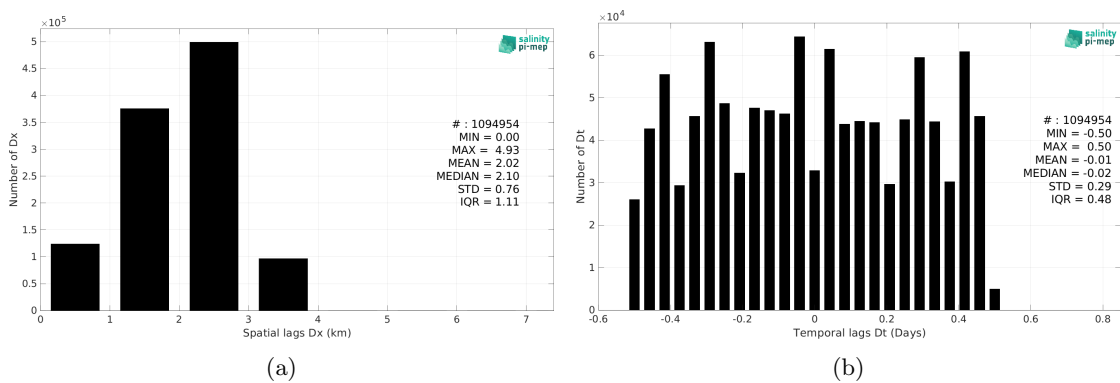 ×10⁵
5
4.5
4
3.5
3
2.5
2
1.5
1
0.5
0
Number of Dx
salinity
pi-mep
# : 1094954
MIN = 0.00
MAX = 4.93
MEAN = 2.02
MEDIAN = 2.10
STD = 0.76
IQR = 1.11
0 1 2 3 4 5 6 7
Spatial lags Dx (km)
(a)
×10⁴
6
5
4
3
2
1
0
Number of Dt
salinity
pi-mep
# : 1094954
MIN = -0.50
MAX = 0.50
MEAN = -0.01
MEDIAN = -0.02
STD = 0.29
IQR = 0.48
-0.6 -0.4 -0.2 0 0.2 0.4 0.6 0.8
Temporal lags Dt (Days)
(b)